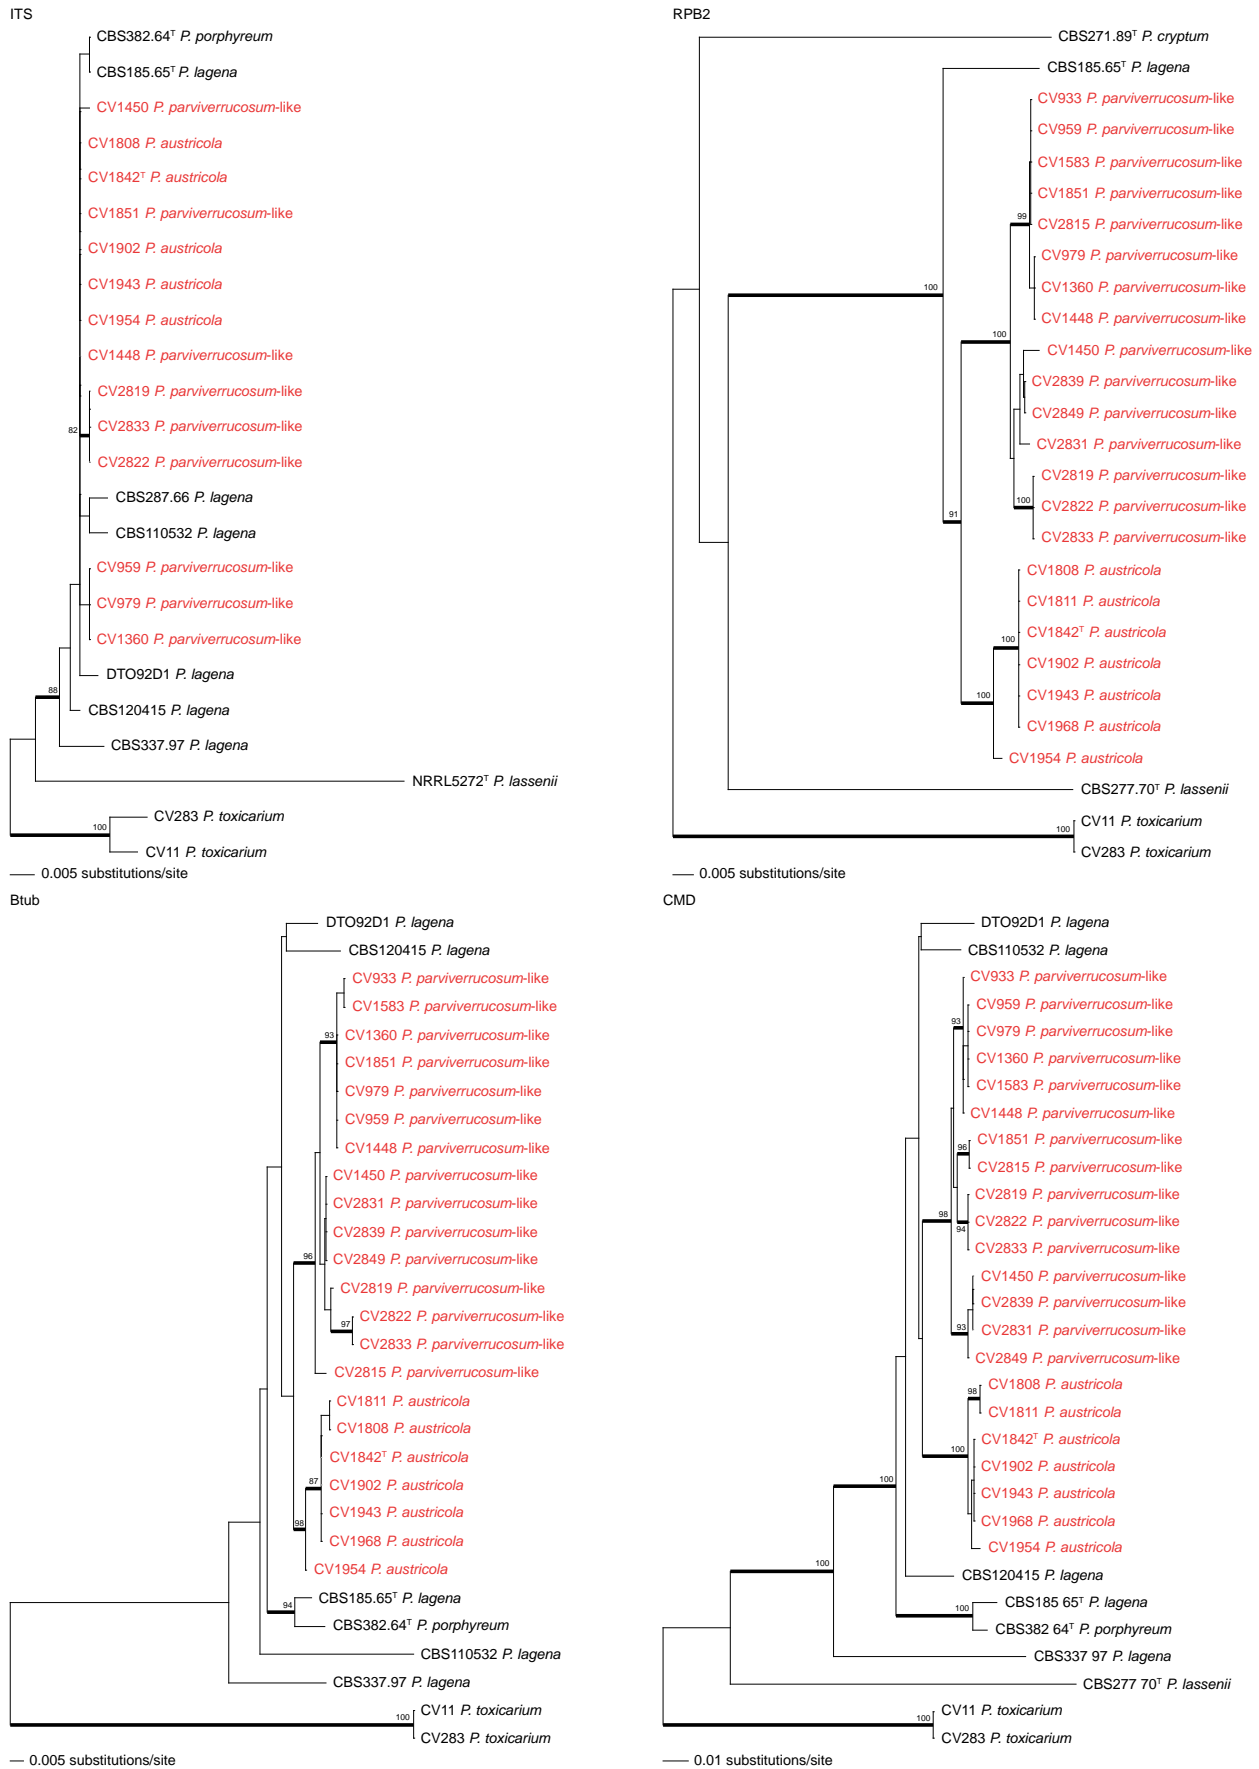 ITS
CBS382.64ᵀ P. porphyreum
CBS185.65ᵀ P. lagena
CV1450 P. parviverrucosum-like
CV1808 P. austricola
CV1842ᵀ P. austricola
CV1851 P. parviverrucosum-like
CV1902 P. austricola
CV1943 P. austricola
CV1954 P. austricola
CV1448 P. parviverrucosum-like
CV2819 P. parviverrucosum-like
82
CV2833 P. parviverrucosum-like
CV2822 P. parviverrucosum-like
CBS287.66 P. lagena
CBS110532 P. lagena
CV959 P. parviverrucosum-like
CV979 P. parviverrucosum-like
CV1360 P. parviverrucosum-like
DTO92D1 P. lagena
88
CBS120415 P. lagena
CBS337.97 P. lagena
NRRL5272ᵀ P. lassenii
CV283 P. toxicarium
100
CV11 P. toxicarium
0.005 substitutions/site
RPB2
CBS271.89ᵀ P. cryptum
CBS185.65ᵀ P. lagena
CV933 P. parviverrucosum-like
CV959 P. parviverrucosum-like
CV1583 P. parviverrucosum-like
CV1851 P. parviverrucosum-like
99
CV2815 P. parviverrucosum-like
CV979 P. parviverrucosum-like
100
CV1360 P. parviverrucosum-like
CV1448 P. parviverrucosum-like
100
CV1450 P. parviverrucosum-like
CV2839 P. parviverrucosum-like
CV2849 P. parviverrucosum-like
CV2831 P. parviverrucosum-like
CV2819 P. parviverrucosum-like
100
CV2822 P. parviverrucosum-like
91
CV2833 P. parviverrucosum-like
CV1808 P. austricola
CV1811 P. austricola
CV1842ᵀ P. austricola
100
CV1902 P. austricola
100
CV1943 P. austricola
CV1968 P. austricola
CV1954 P. austricola
CBS277.70ᵀ P. lassenii
CV11 P. toxicarium
100
CV283 P. toxicarium
0.005 substitutions/site
Btub
DTO92D1 P. lagena
CBS120415 P. lagena
CV933 P. parviverrucosum-like
CV1583 P. parviverrucosum-like
93
CV1360 P. parviverrucosum-like
CV1851 P. parviverrucosum-like
CV979 P. parviverrucosum-like
CV959 P. parviverrucosum-like
CV1448 P. parviverrucosum-like
CV1450 P. parviverrucosum-like
CV2831 P. parviverrucosum-like
CV2839 P. parviverrucosum-like
96
CV2849 P. parviverrucosum-like
CV2819 P. parviverrucosum-like
CV2822 P. parviverrucosum-like
97
CV2833 P. parviverrucosum-like
CV2815 P. parviverrucosum-like
CV1811 P. austricola
CV1808 P. austricola
CV1842ᵀ P. austricola
87
CV1902 P. austricola
CV1943 P. austricola
98
CV1968 P. austricola
CV1954 P. austricola
CBS185.65ᵀ P. lagena
94
CBS382.64ᵀ P. porphyreum
CBS110532 P. lagena
CBS337.97 P. lagena
CV11 P. toxicarium
100
CV283 P. toxicarium
0.005 substitutions/site
CMD
DTO92D1 P. lagena
CBS110532 P. lagena
CV933 P. parviverrucosum-like
CV959 P. parviverrucosum-like
93
CV979 P. parviverrucosum-like
CV1360 P. parviverrucosum-like
CV1583 P. parviverrucosum-like
CV1448 P. parviverrucosum-like
CV1851 P. parviverrucosum-like
96
CV2815 P. parviverrucosum-like
CV2819 P. parviverrucosum-like
98
CV2822 P. parviverrucosum-like
94
CV2833 P. parviverrucosum-like
CV1450 P. parviverrucosum-like
CV2839 P. parviverrucosum-like
93
CV2831 P. parviverrucosum-like
CV2849 P. parviverrucosum-like
CV1808 P. austricola
98
CV1811 P. austricola
CV1842ᵀ P. austricola
100
CV1902 P. austricola
100
CV1943 P. austricola
CV1968 P. austricola
CV1954 P. austricola
100
CBS120415 P. lagena
CBS185 65ᵀ P. lagena
100
CBS382 64ᵀ P. porphyreum
CBS337 97 P. lagena
CBS277 70ᵀ P. lassenii
CV11 P. toxicarium
100
CV283 P. toxicarium
0.01 substitutions/site